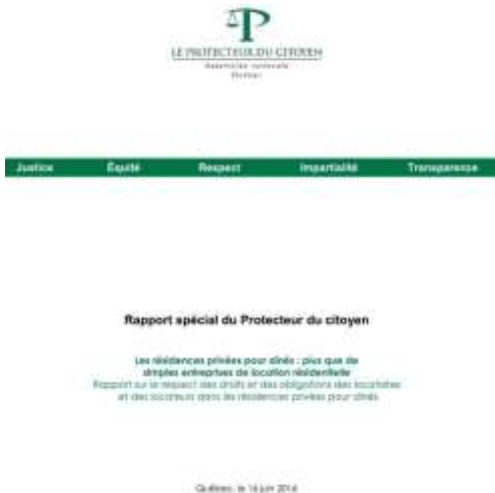 LE PROTECTEUR DU CITOYEN
Assemblée nationale
Québec
Justice Équité Respect Impartialité Transparence
Rapport spécial du Protecteur du citoyen
Les résidences privées pour aînés : plus que de
simples entreprises de location résidentielle
Rapport sur le respect des droits et des obligations des locataires
et des locateurs dans les résidences privées pour aînés
Québec, le juin 2016